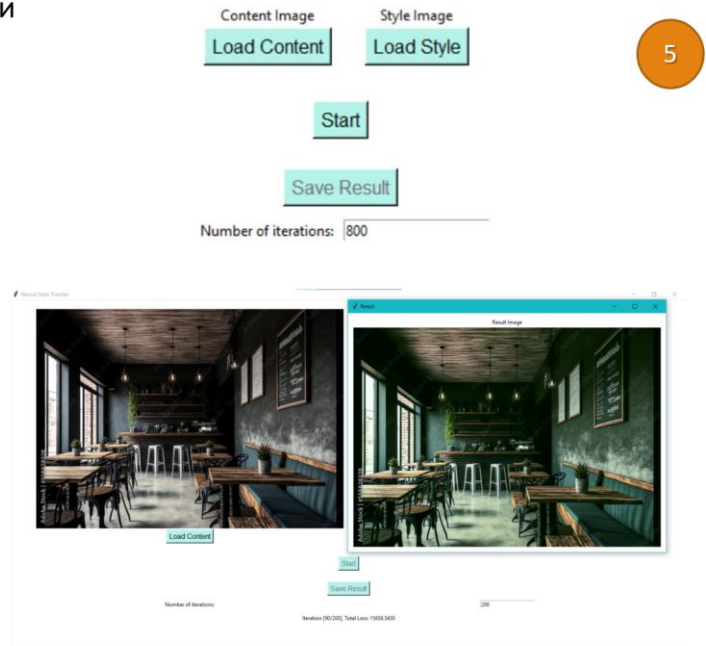 и
Content Image Style Image
Load Content Load Style
5
Start
Save Result
Number of iterations: 800
Neural Style Transfer
Result
Result Image
Load Content
Start
Save Result
Number of iterations: 200
Iteration [90/200], Total Loss: 15656.5430